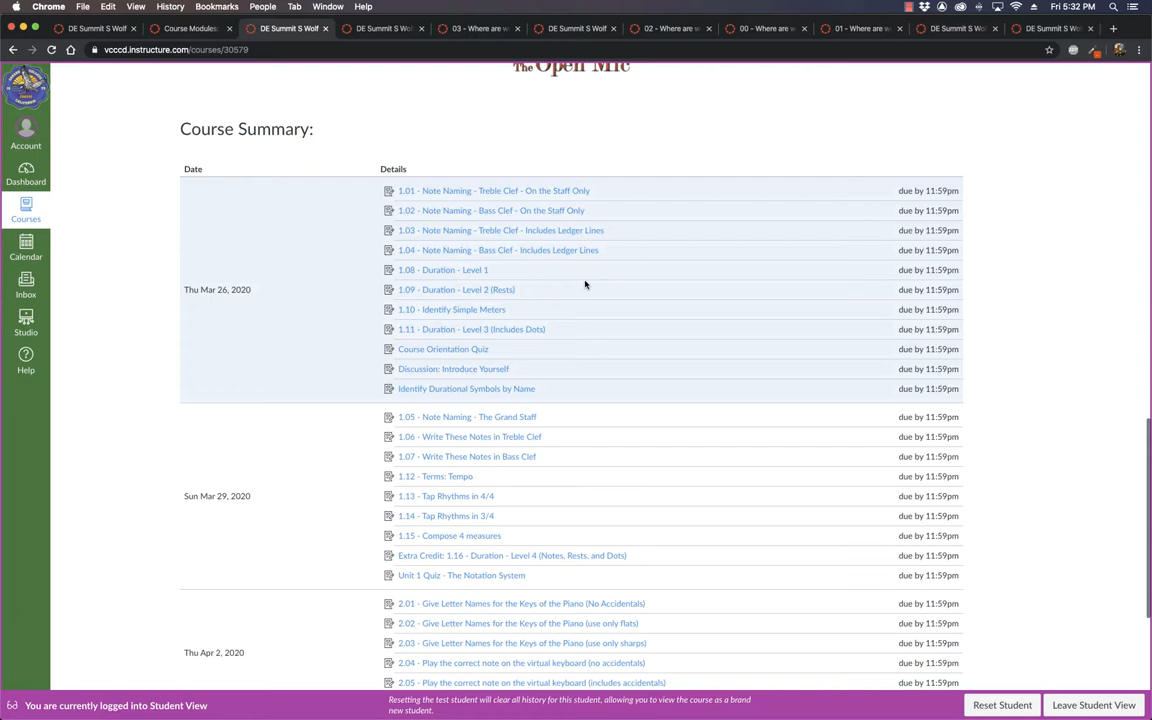 Chrome File Edit View History Bookmarks People Tab Window Help Fri 5:32 PM
DE Summit S Wolf × Course Modules: × DE Summit S Wolf × DE Summit S Wolf × 03 - Where are w × DE Summit S Wolf × 02 - Where are w × 00 - Where are w × 01 - Where are w × DE Summit S Wolf × DE Summit S Wolf × +
vcccd.instructure.com/courses/30579
The Open Mic
Account
Dashboard
Courses
Calendar
Inbox
Studio
Help
Course Summary:
Date Details
Thu Mar 26, 2020
1.01 - Note Naming - Treble Clef - On the Staff Only due by 11:59pm
1.02 - Note Naming - Bass Clef - On the Staff Only due by 11:59pm
1.03 - Note Naming - Treble Clef - Includes Ledger Lines due by 11:59pm
1.04 - Note Naming - Bass Clef - Includes Ledger Lines due by 11:59pm
1.08 - Duration - Level 1 due by 11:59pm
1.09 - Duration - Level 2 (Rests) due by 11:59pm
1.10 - Identify Simple Meters due by 11:59pm
1.11 - Duration - Level 3 (Includes Dots) due by 11:59pm
Course Orientation Quiz due by 11:59pm
Discussion: Introduce Yourself due by 11:59pm
Identify Durational Symbols by Name due by 11:59pm
Sun Mar 29, 2020
1.05 - Note Naming - The Grand Staff due by 11:59pm
1.06 - Write These Notes in Treble Clef due by 11:59pm
1.07 - Write These Notes in Bass Clef due by 11:59pm
1.12 - Terms: Tempo due by 11:59pm
1.13 - Tap Rhythms in 4/4 due by 11:59pm
1.14 - Tap Rhythms in 3/4 due by 11:59pm
1.15 - Compose 4 measures due by 11:59pm
Extra Credit: 1.16 - Duration - Level 4 (Notes, Rests, and Dots) due by 11:59pm
Unit 1 Quiz - The Notation System due by 11:59pm
Thu Apr 2, 2020
2.01 - Give Letter Names for the Keys of the Piano (No Accidentals) due by 11:59pm
2.02 - Give Letter Names for the Keys of the Piano (use only flats) due by 11:59pm
2.03 - Give Letter Names for the Keys of the Piano (use only sharps) due by 11:59pm
2.04 - Play the correct note on the virtual keyboard (no accidentals) due by 11:59pm
2.05 - Play the correct note on the virtual keyboard (includes accidentals) due by 11:59pm
You are currently logged into Student View
Resetting the test student will clear all history for this student, allowing you to view the course as a brand
new student.
Reset Student
Leave Student View